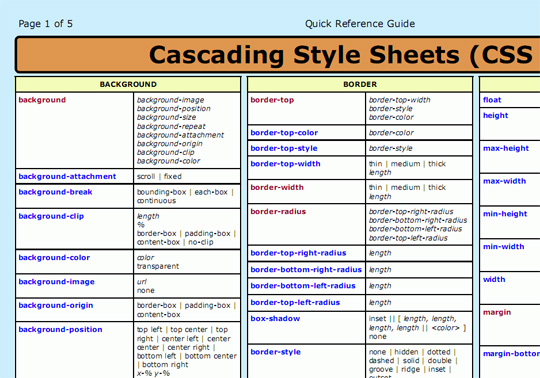 Page 1 of 5
Quick Reference Guide
Cascading Style Sheets (CSS
BACKGROUND
background
background-image
background-position
background-size
background-repeat
background-attachment
background-origin
background-clip
background-color
background-attachment
scroll | fixed
background-break
bounding-box | each-box |
continuous
background-clip
length
%
border-box | padding-box |
content-box | no-clip
background-color
color
transparent
background-image
url
none
background-origin
border-box | padding-box |
content-box
background-position
top left | top center | top
right | center left | center
center | center right |
bottom left | bottom center
| bottom right
x-% y-%
BORDER
border-top
border-top-width
border-style
border-color
border-top-color
border-color
border-top-style
border-style
border-top-width
thin | medium | thick
length
border-width
thin | medium | thick
length
border-radius
border-top-right-radius
border-bottom-right-radius
border-bottom-left-radius
border-top-left-radius
border-top-right-radius
length
border-bottom-right-radius
length
border-bottom-left-radius
length
border-top-left-radius
length
box-shadow
inset || [ length, length,
length, length || <color> ]
none
border-style
none | hidden | dotted |
dashed | solid | double |
groove | ridge | inset |
float
height
max-height
max-width
min-height
min-width
width
margin
margin-bottom